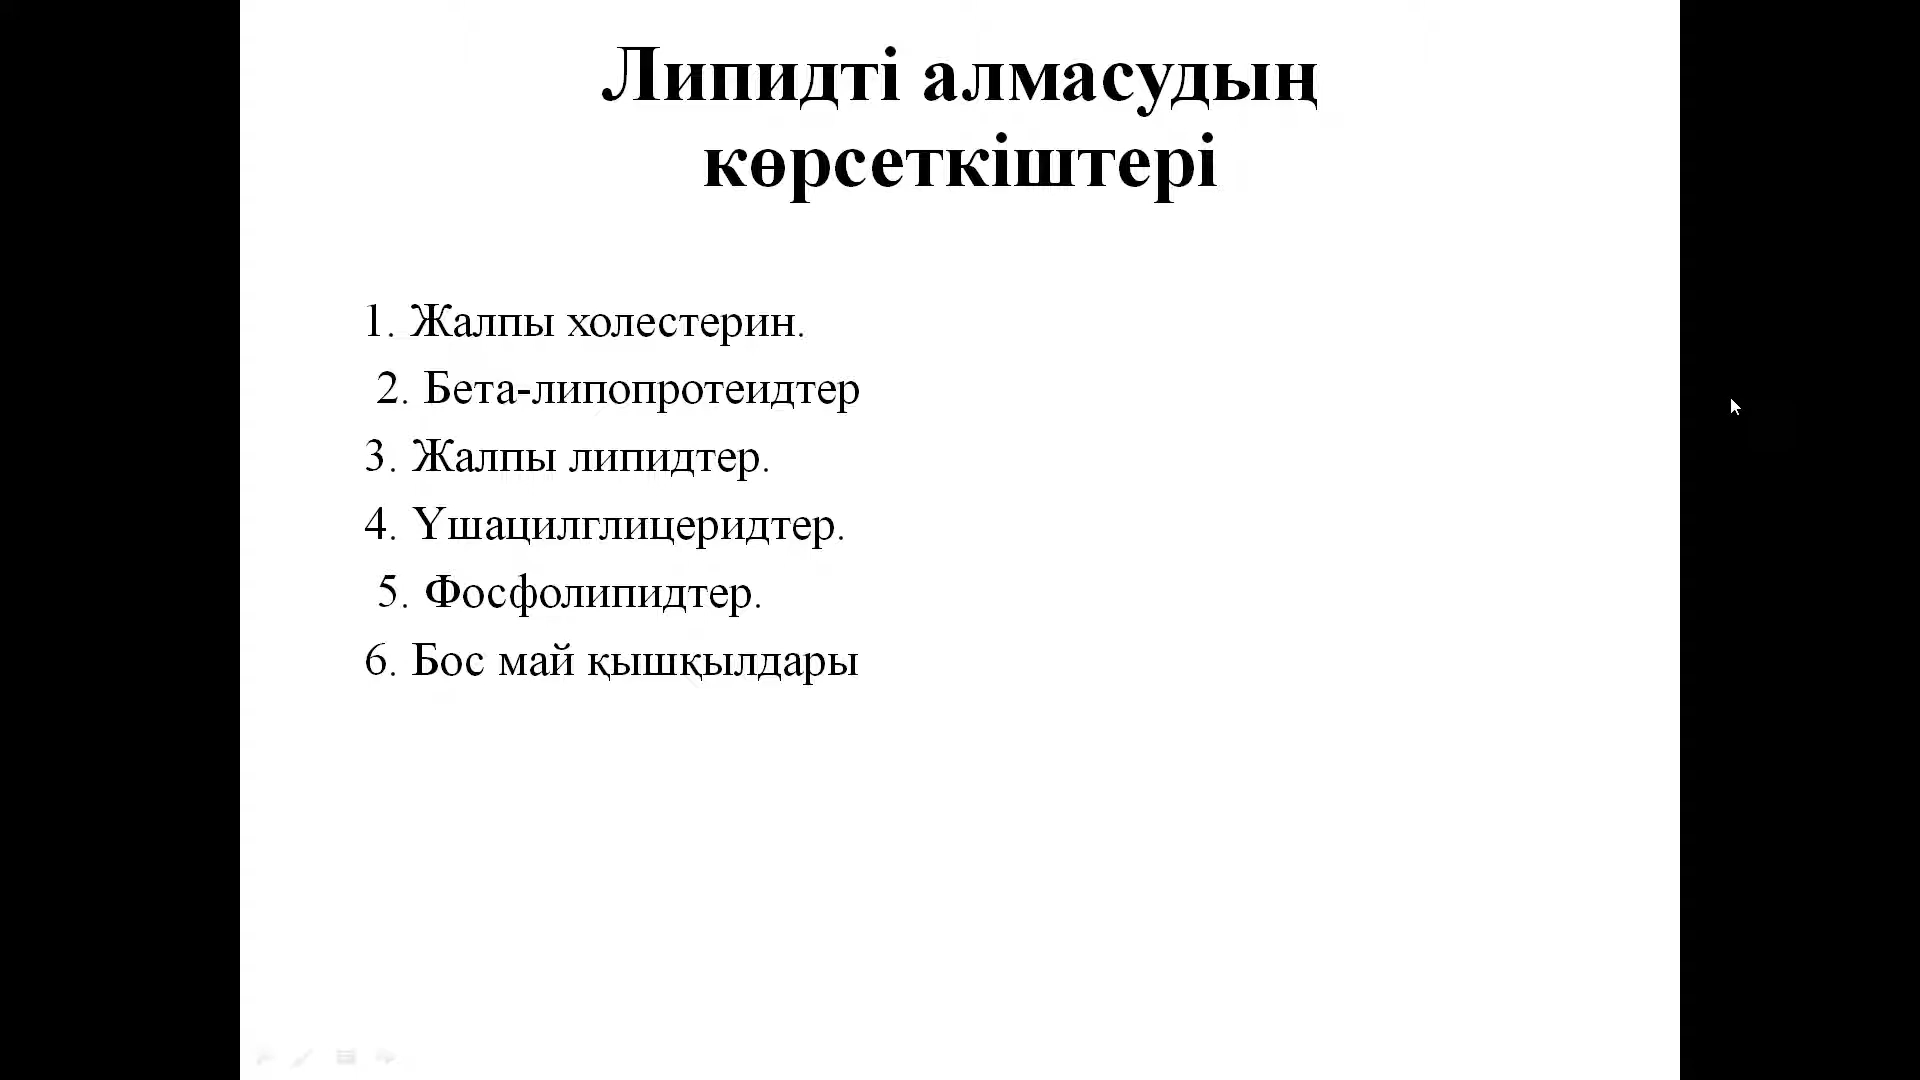 Липидті алмасудың
көрсеткіштері
1. Жалпы холестерин.
2. Бета-липопротеидтер
3. Жалпы липидтер.
4. Үшацилглицеридтер.
5. Фосфолипидтер.
6. Бос май қышқылдары